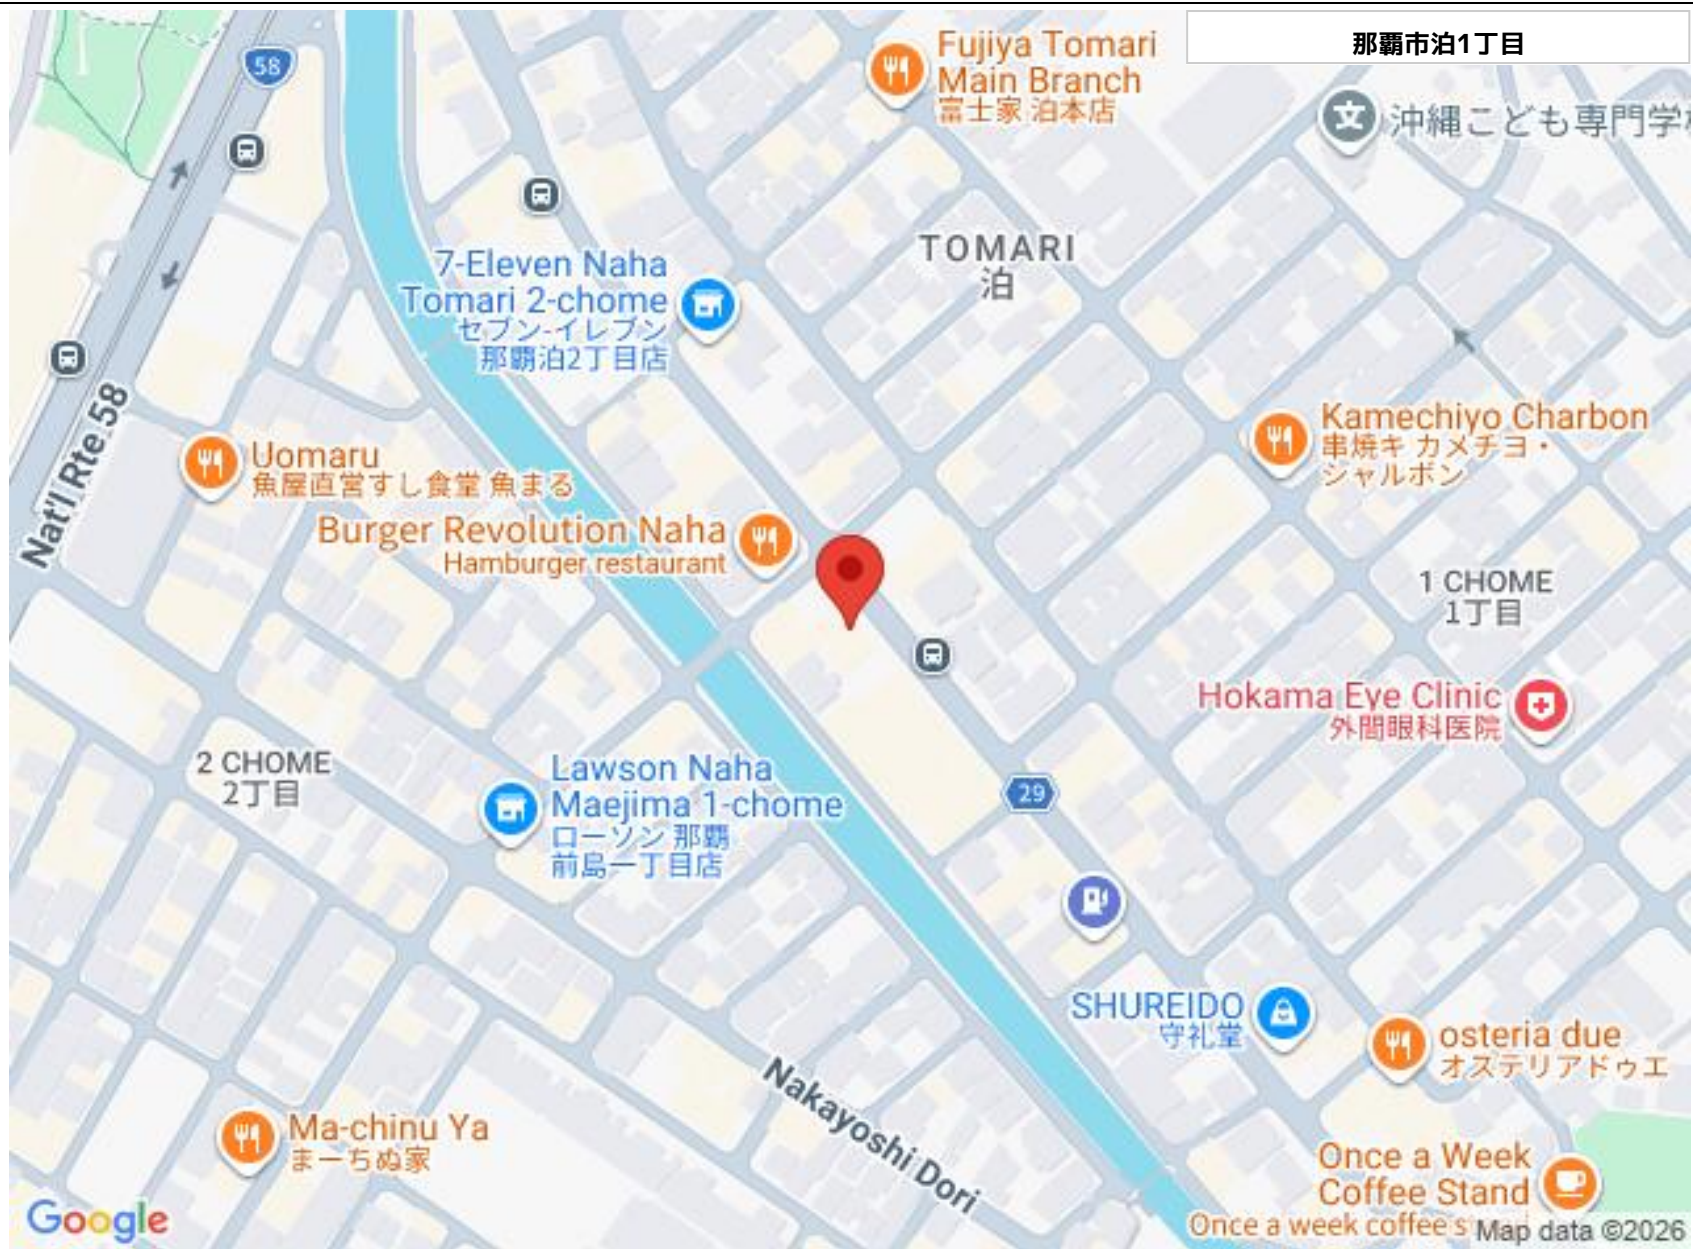 那覇市泊1丁目
58
Fujiya Tomari
Main Branch
富士家 泊本店
文
沖縄こども専門学校
TOMARI
泊
7-Eleven Naha
Tomari 2-chome
セブン-イレブン
那覇泊2丁目店
Nat'l Rte 58
Kamechiyo Charbon
串焼キ カメチヨ・
シャルボン
Uomaru
魚屋直営すし食堂 魚まる
Burger Revolution Naha
Hamburger restaurant
1 CHOME
1丁目
Hokama Eye Clinic
外間眼科医院
2 CHOME
2丁目
Lawson Naha
Maejima 1-chome
ローソン 那覇
前島一丁目店
29
SHUREIDO
守礼堂
osteria due
オステリアドゥエ
Nakayoshi Dori
Ma-chinu Ya
まーちぬ家
Once a Week
Coffee Stand
Once a week coffee s
Google
Map data ©2026